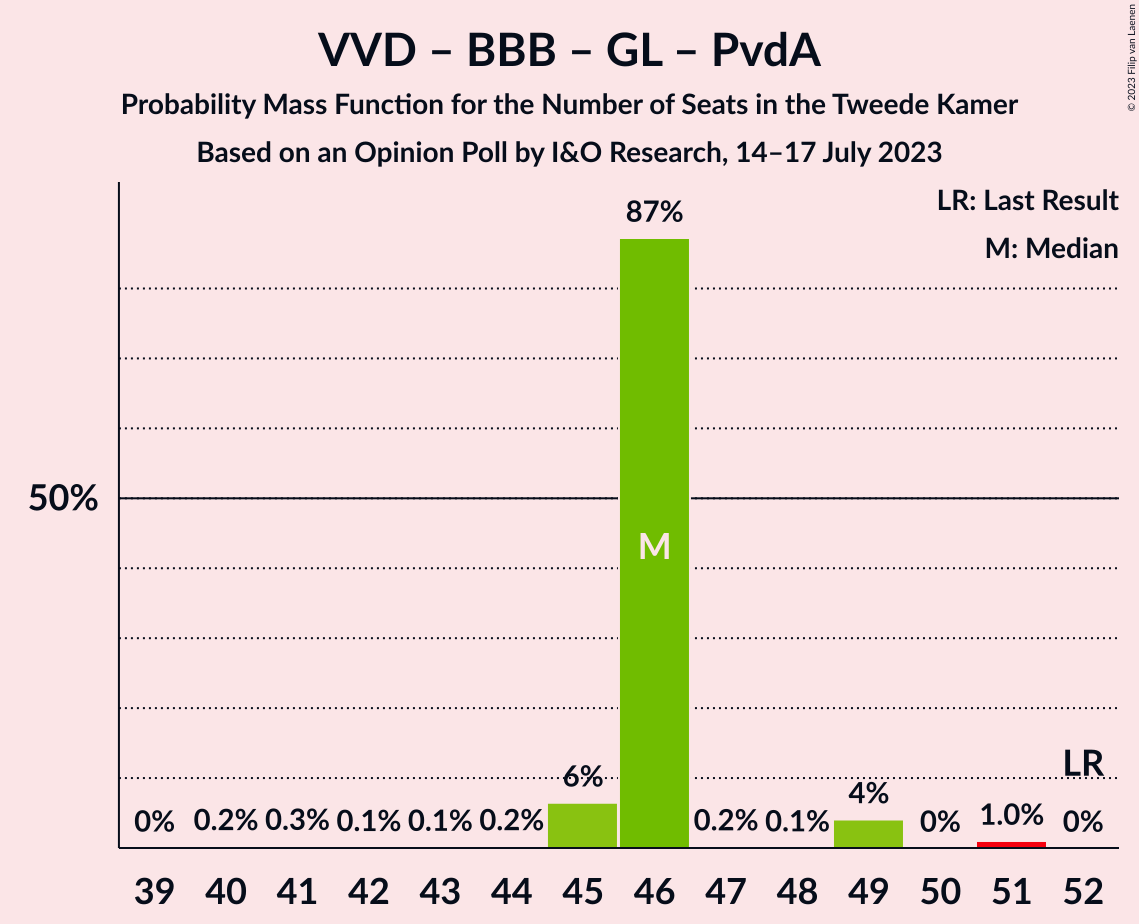 VVD – BBB – GL – PvdA
Probability Mass Function for the Number of Seats in the Tweede Kamer
Based on an Opinion Poll by I&O Research, 14–17 July 2023
© 2023 Filip van Laenen
LR: Last Result
M: Median
87%
50%
M
LR
0% 0.2% 0.3% 0.1% 0.1% 0.2% 6% 0.2% 0.1% 4% 0% 1.0% 0%
39 40 41 42 43 44 45 46 47 48 49 50 51 52